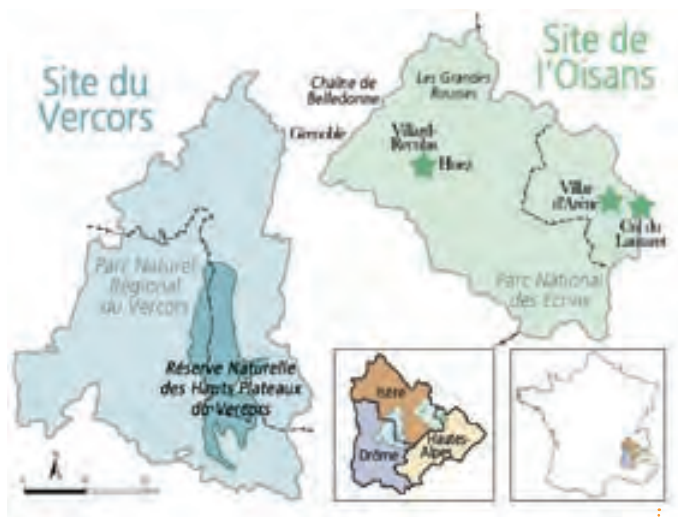 Site du
Vercors
Site de
l'Oisans
Chaîne de
Belledonne
Les Grandes
Rousses
Grenoble
Villard-
Reculas
Huez
Villar
d'Arène
Col du
Lautaret
Parc Naturel
Régional
du Vercors
Parc National
des Ecrins
Réserve Naturelle
des Hauts Plateaux
du Vercors
Isère
Drôme
Hautes-
Alpes